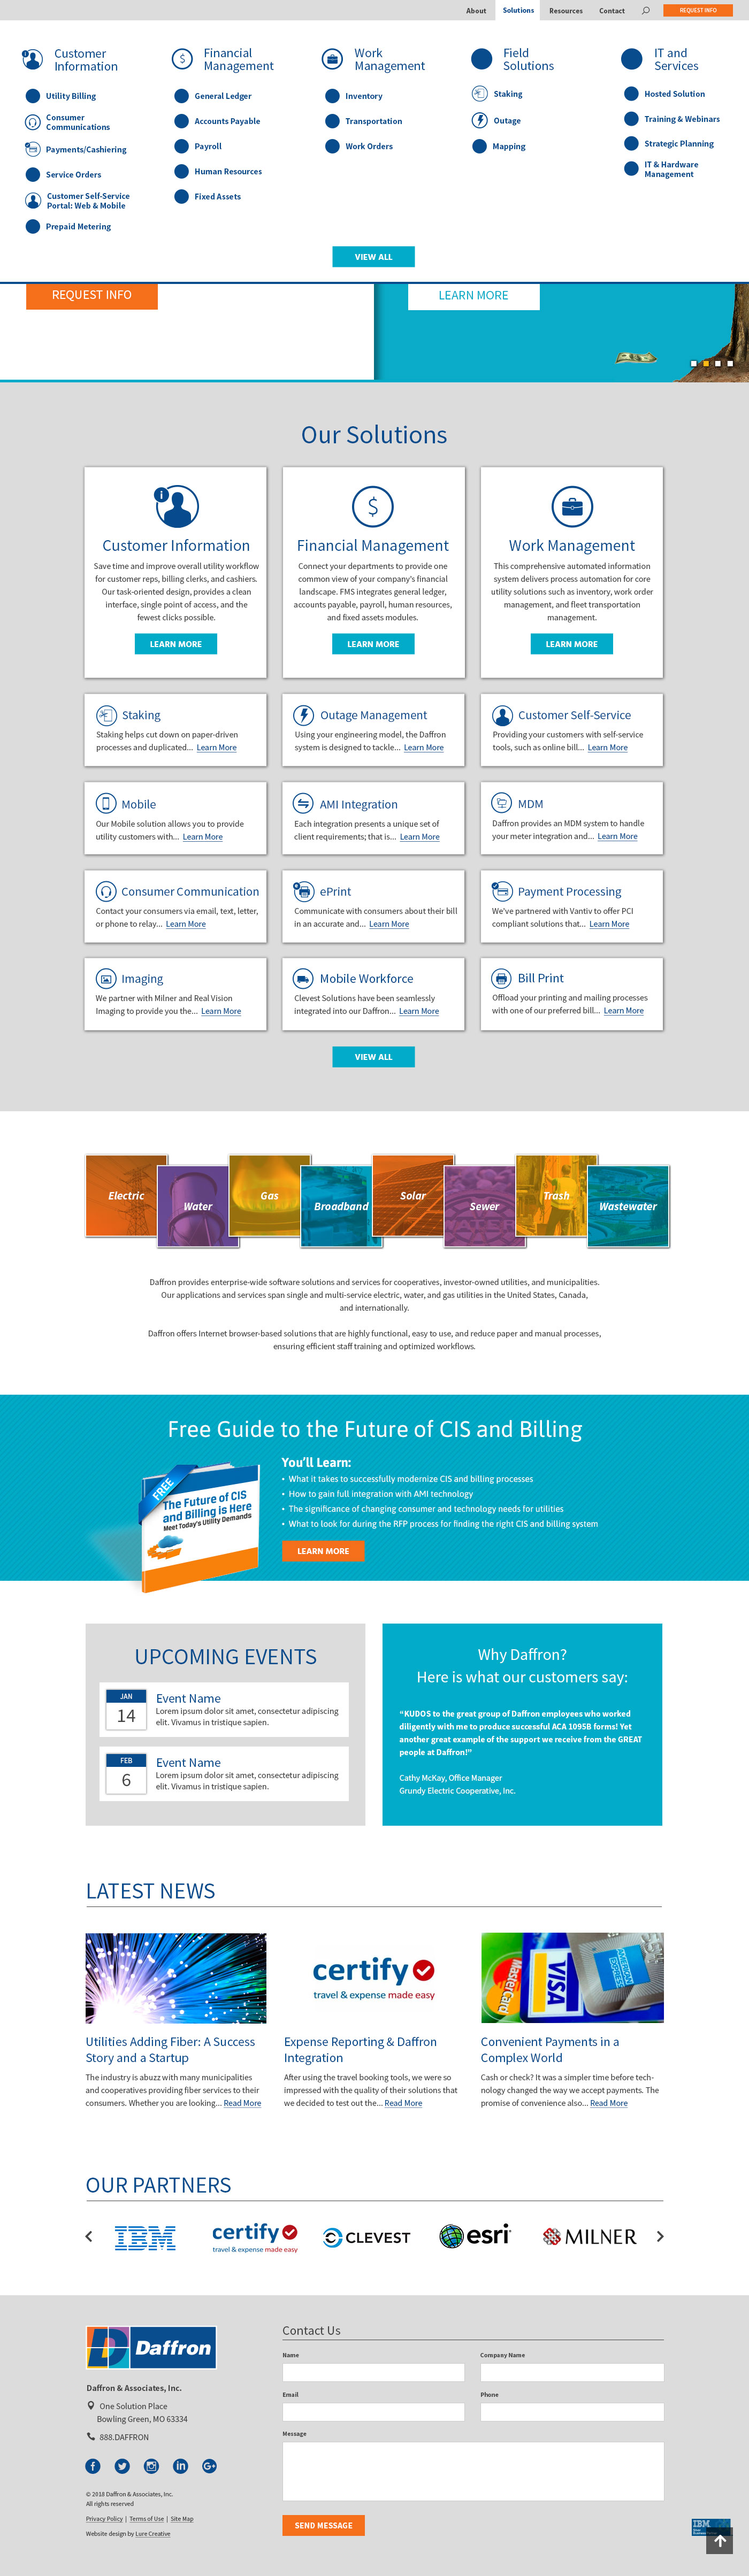 About Solutions Resources Contact REQUEST INFO
Customer
Information
Utility Billing
Consumer
Communications
Payments/Cashiering
Service Orders
Customer Self-Service
Portal: Web & Mobile
Prepaid Metering
Financial
Management
General Ledger
Accounts Payable
Payroll
Human Resources
Fixed Assets
Work
Management
Inventory
Transportation
Work Orders
Field
Solutions
Staking
Outage
Mapping
IT and
Services
Hosted Solution
Training & Webinars
Strategic Planning
IT & Hardware
Management
VIEW ALL
REQUEST INFO
LEARN MORE
Our Solutions
Customer Information
Save time and improve overall utility workflow
for customer reps, billing clerks, and cashiers.
Our task-oriented design, provides a clean
interface, single point of access, and the
fewest clicks possible.
LEARN MORE
Financial Management
Connect your departments to provide one
common view of your company's financial
landscape. FMS integrates general ledger,
accounts payable, payroll, human resources,
and fixed assets modules.
LEARN MORE
Work Management
This comprehensive automated information
system delivers process automation for core
utility solutions such as inventory, work order
management, and fleet transportation
management.
LEARN MORE
Staking
Staking helps cut down on paper-driven
processes and duplicated... Learn More
Outage Management
Using your engineering model, the Daffron
system is designed to tackle... Learn More
Customer Self-Service
Providing your customers with self-service
tools, such as online bill... Learn More
Mobile
Our Mobile solution allows you to provide
utility customers with... Learn More
AMI Integration
Each integration presents a unique set of
client requirements; that is... Learn More
MDM
Daffron provides an MDM system to handle
your meter integration and... Learn More
Consumer Communication
Contact your consumers via email, text, letter,
or phone to relay... Learn More
ePrint
Communicate with consumers about their bill
in an accurate and... Learn More
Payment Processing
We've partnered with Vantiv to offer PCI
compliant solutions that... Learn More
Imaging
We partner with Milner and Real Vision
Imaging to provide you the... Learn More
Mobile Workforce
Clevest Solutions have been seamlessly
integrated into our Daffron... Learn More
Bill Print
Offload your printing and mailing processes
with one of our preferred bill... Learn More
VIEW ALL
Electric
Water
Gas
Broadband
Solar
Sewer
Trash
Wastewater
Daffron provides enterprise-wide software solutions and services for cooperatives, investor-owned utilities, and municipalities.
Our applications and services span single and multi-service electric, water, and gas utilities in the United States, Canada,
and internationally.
Daffron offers Internet browser-based solutions that are highly functional, easy to use, and reduce paper and manual processes,
ensuring efficient staff training and optimized workflows.
Free Guide to the Future of CIS and Billing
FREE
The Future of CIS
and Billing is Here
Meet Today's Utility Demands
You'll Learn:
• What it takes to successfully modernize CIS and billing processes
• How to gain full integration with AMI technology
• The significance of changing consumer and technology needs for utilities
• What to look for during the RFP process for finding the right CIS and billing system
LEARN MORE
UPCOMING EVENTS
JAN
14
Event Name
Lorem ipsum dolor sit amet, consectetur adipiscing
elit. Vivamus in tristique sapien.
FEB
6
Event Name
Lorem ipsum dolor sit amet, consectetur adipiscing
elit. Vivamus in tristique sapien.
Why Daffron?
Here is what our customers say:
“KUDOS to the great group of Daffron employees who worked
diligently with me to produce successful ACA 1095B forms! Yet
another great example of the support we receive from the GREAT
people at Daffron!”
Cathy McKay, Office Manager
Grundy Electric Cooperative, Inc.
LATEST NEWS
certify
travel & expense made easy
MasterCard
VISA
AMERICAN EXPRESS
Utilities Adding Fiber: A Success
Story and a Startup
The industry is abuzz with many municipalities
and cooperatives providing fiber services to their
consumers. Whether you are looking... Read More
Expense Reporting & Daffron
Integration
After using the travel booking tools, we were so
impressed with the quality of their solutions that
we decided to test out the... Read More
Convenient Payments in a
Complex World
Cash or check? It was a simpler time before tech-
nology changed the way we accept payments. The
promise of convenience also... Read More
OUR PARTNERS
IBM
certify
travel & expense made easy
CLEVEST
esri
MILNER
Daffron
Daffron & Associates, Inc.
One Solution Place
Bowling Green, MO 63334
888.DAFFRON
© 2018 Daffron & Associates, Inc.
All rights reserved
Privacy Policy | Terms of Use | Site Map
Website design by Lure Creative
Contact Us
Name
Company Name
Email
Phone
Message
SEND MESSAGE
IBM